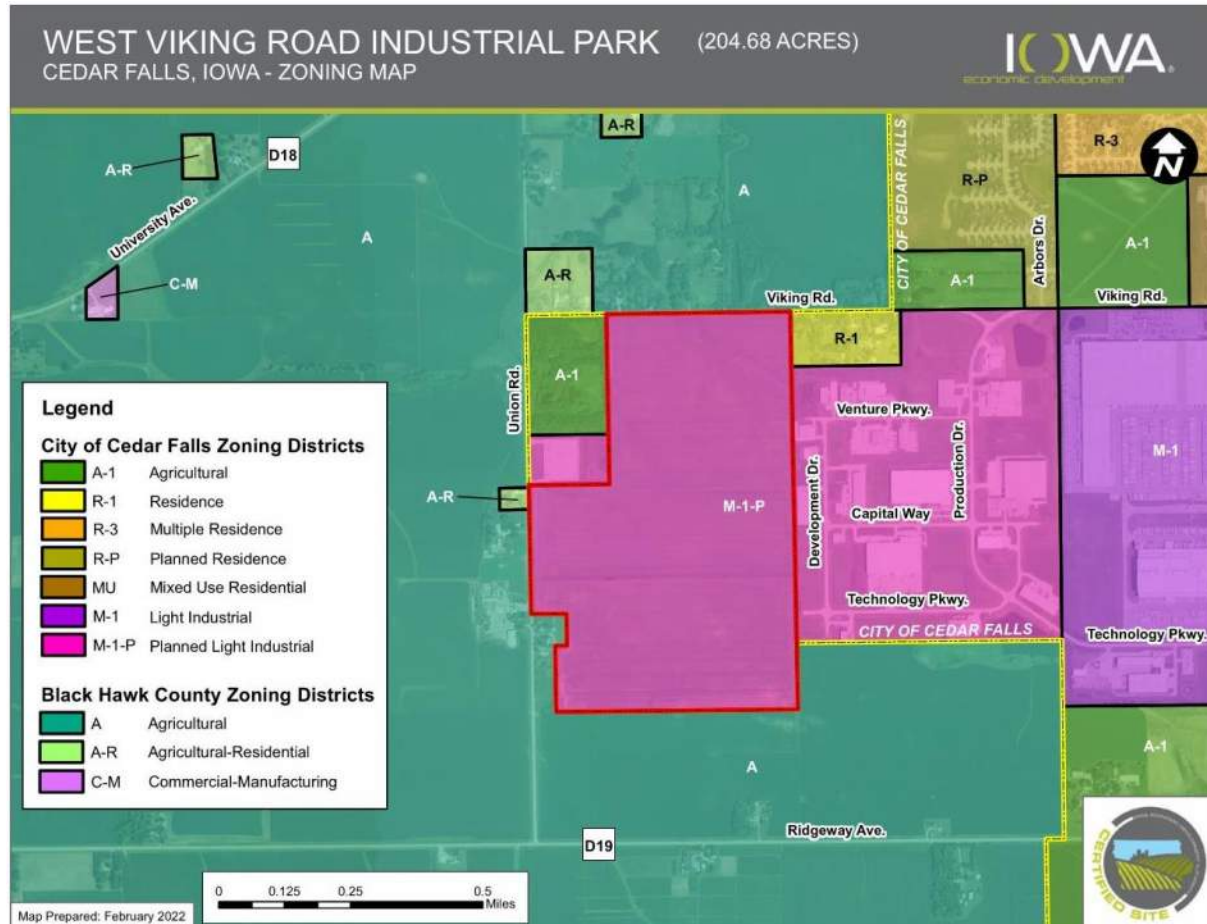 WEST VIKING ROAD INDUSTRIAL PARK (204.68 ACRES)
CEDAR FALLS, IOWA - ZONING MAP
IOWA
economic development
A-R
D18
University Ave.
A-R
A
A
C-M
CITY OF CEDAR FALLS
R-P
R-3
N
Arbors Dr.
A-1
A-R
A-1
Viking Rd.
Viking Rd.
Union Rd.
A-1
R-1
Venture Pkwy.
Production Dr.
Development Dr.
M-1
A-R
M-1-P
Capital Way
Technology Pkwy.
CITY OF CEDAR FALLS
Technology Pkwy.
A-1
A
Ridgeway Ave.
D19
Legend
City of Cedar Falls Zoning Districts
A-1 Agricultural
R-1 Residence
R-3 Multiple Residence
R-P Planned Residence
MU Mixed Use Residential
M-1 Light Industrial
M-1-P Planned Light Industrial
Black Hawk County Zoning Districts
A Agricultural
A-R Agricultural-Residential
C-M Commercial-Manufacturing
0 0.125 0.25 0.5
Miles
Map Prepared: February 2022
CERTIFIED SITE